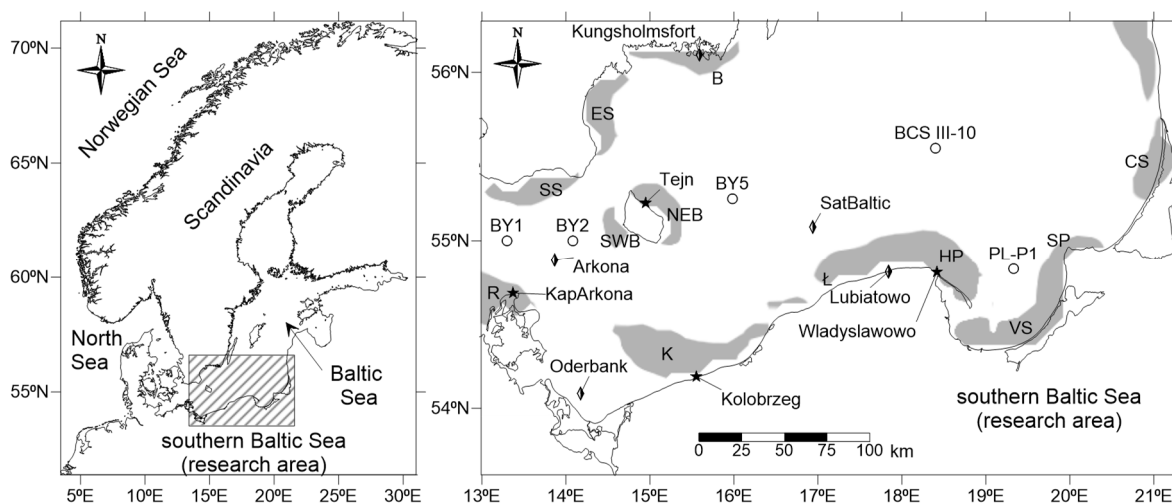 70ºN
65ºN
60ºN
55ºN
N
Norwegian Sea
Scandinavia
North
Sea
Baltic
Sea
southern Baltic Sea
(research area)
5ºE
10ºE
15ºE
20ºE
25ºE
30ºE
56ºN
55ºN
54ºN
N
Kungsholmsfort
B
ES
BCS III-10
CS
SS
Tejn
BY5
NEB
SatBaltic
BY1
BY2
SWB
SP
Arkona
HP
PL-P1
R
KapArkona
Ł
Lubiatowo
Wladyslawowo
VS
K
Oderbank
Kolobrzeg
southern Baltic Sea
(research area)
0
25
50
75
100
km
13ºE
14ºE
15ºE
16ºE
17ºE
18ºE
19ºE
20ºE
21ºE